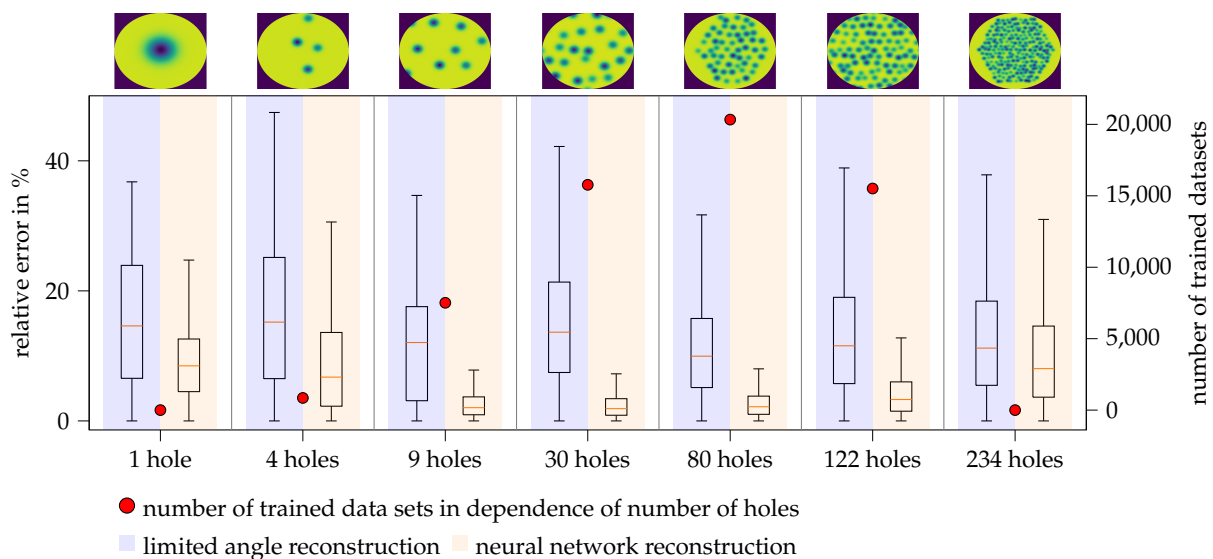 relative error in %
40
20
0
20,000
15,000
10,000
5,000
0
number of trained datasets
1 hole
4 holes
9 holes
30 holes
80 holes
122 holes
234 holes
number of trained data sets in dependence of number of holes
limited angle reconstruction
neural network reconstruction